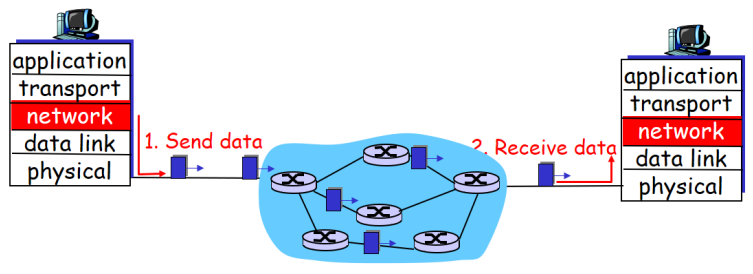 application
transport
network
data link
physical
1. Send data
2. Receive data
application
transport
network
data link
physical